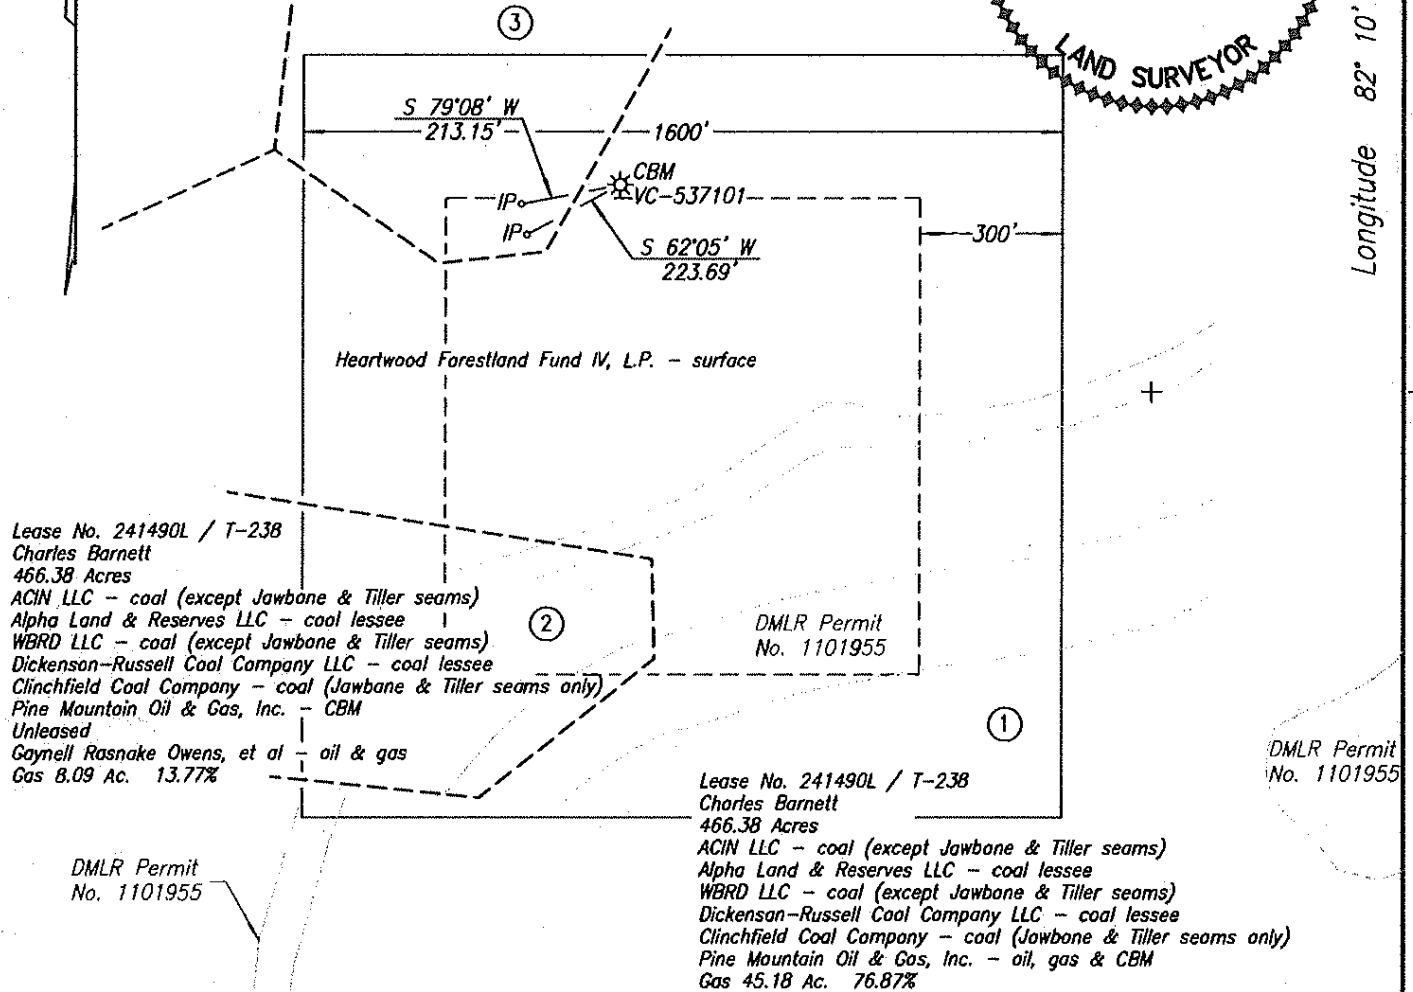 3
LAND SURVEYOR
Longitude 82° 10'
S 79°08' W
213.15'
1600'
CBM
VC-537101
IP
IP
300'
S 62°05' W
223.69'
Heartwood Forestland Fund IV, L.P. - surface
Lease No. 241490L / T-238
Charles Barnett
466.38 Acres
ACIN LLC - coal (except Jawbone & Tiller seams)
Alpha Land & Reserves LLC - coal lessee
WBRD LLC - coal (except Jawbone & Tiller seams)
Dickenson-Russell Coal Company LLC - coal lessee
Clinchfield Coal Company - coal (Jawbone & Tiller seams only)
Pine Mountain Oil & Gas, Inc. - CBM
Unleased
Gaynell Rasnake Owens, et al - oil & gas
Gas 8.09 Ac. 13.77%
2
DMLR Permit
No. 1101955
1
DMLR Permit
No. 1101955
DMLR Permit
No. 1101955
Lease No. 241490L / T-238
Charles Barnett
466.38 Acres
ACIN LLC - coal (except Jawbone & Tiller seams)
Alpha Land & Reserves LLC - coal lessee
WBRD LLC - coal (except Jawbone & Tiller seams)
Dickenson-Russell Coal Company LLC - coal lessee
Clinchfield Coal Company - coal (Jawbone & Tiller seams only)
Pine Mountain Oil & Gas, Inc. - oil, gas & CBM
Gas 45.18 Ac. 76.87%